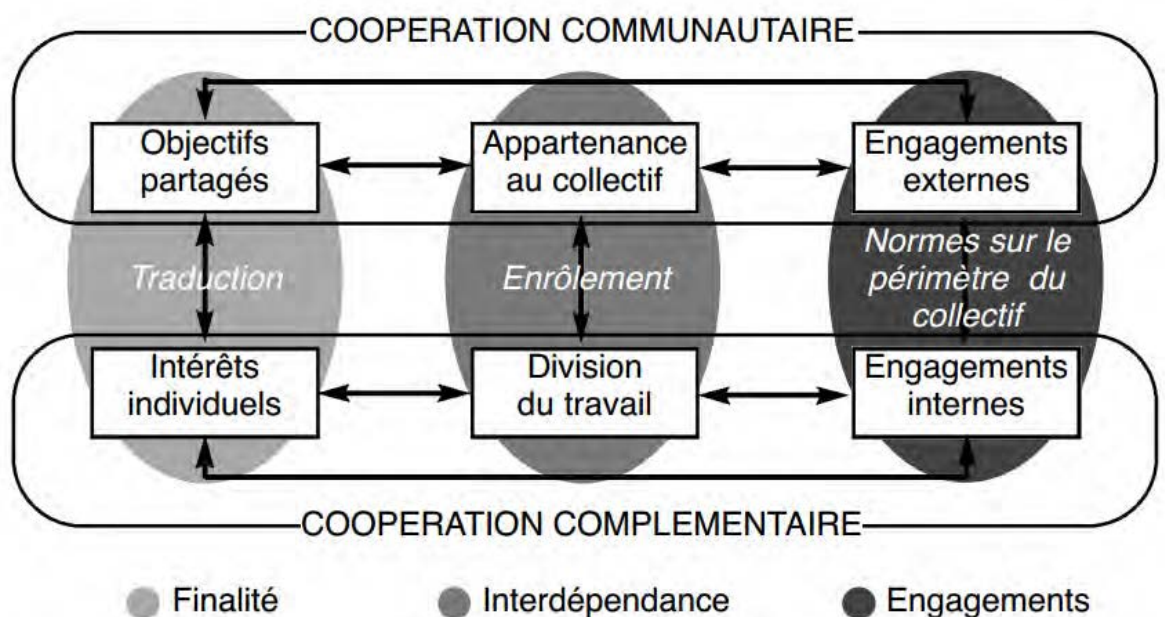 COOPERATION COMMUNAUTAIRE
Objectifs
partagés
Appartenance
au collectif
Engagements
externes
Traduction
Enrôlement
Normes sur le
périmètre du
collectif
Intérêts
individuels
Division
du travail
Engagements
internes
COOPERATION COMPLEMENTAIRE
Finalité
Interdépendance
Engagements